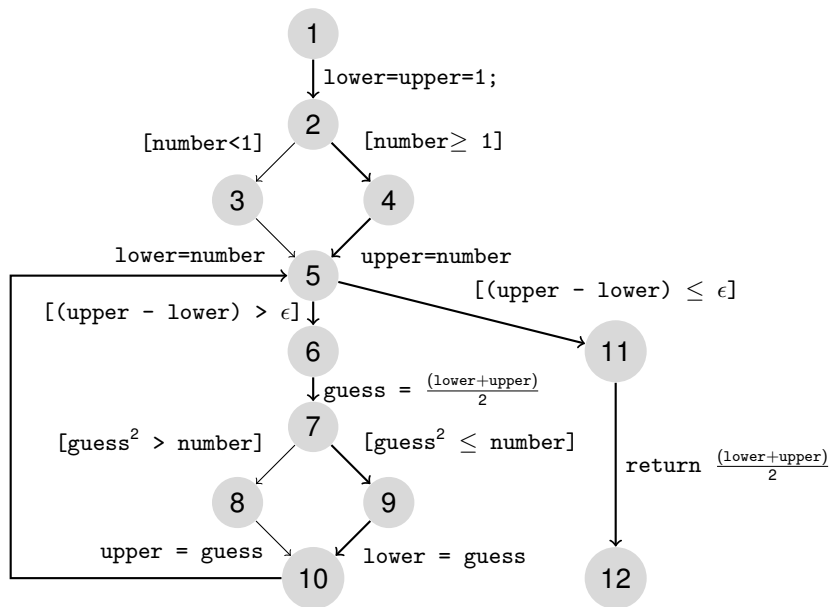 1
lower=upper=1;
2
[number<1] [number≥ 1]
3 4
lower=number upper=number
5
[(upper - lower) ≤ ϵ]
[(upper - lower) > ϵ]
6 11
guess = (lower+upper)/2
7
[guess² > number] [guess² ≤ number]
return (lower+upper)/2
8 9
upper = guess lower = guess
10 12